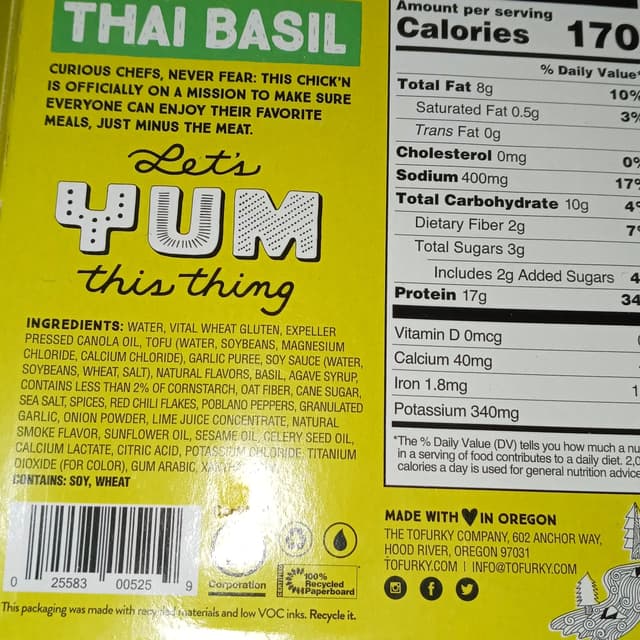 THAI BASIL
CURIOUS CHEFS, NEVER FEAR: THIS CHICK'N
IS OFFICIALLY ON A MISSION TO MAKE SURE
EVERYONE CAN ENJOY THEIR FAVORITE
MEALS, JUST MINUS THE MEAT.
Let's
YUM
this thing
INGREDIENTS: WATER, VITAL WHEAT GLUTEN, EXPELLER
PRESSED CANOLA OIL, TOFU (WATER, SOYBEANS, MAGNESIUM
CHLORIDE, CALCIUM CHLORIDE), GARLIC PUREE, SOY SAUCE (WATER,
SOYBEANS, WHEAT, SALT), NATURAL FLAVORS, BASIL, AGAVE SYRUP,
CONTAINS LESS THAN 2% OF CORNSTARCH, OAT FIBER, CANE SUGAR,
SEA SALT, SPICES, RED CHILI FLAKES, POBLANO PEPPERS, GRANULATED
GARLIC, ONION POWDER, LIME JUICE CONCENTRATE, NATURAL
SMOKE FLAVOR, SUNFLOWER OIL, SESAME OIL, CELERY SEED OIL,
CALCIUM LACTATE, CITRIC ACID, POTASSIUM CHLORIDE, TITANIUM
DIOXIDE (FOR COLOR), GUM ARABIC,
CONTAINS: SOY, WHEAT
0 25583 00525 9
Corporation
CERTIFIED
100%
Recycled
Paperboard
This packaging was made with recycled materials and low VOC inks. Recycle it.
Amount per serving
Calories 170
% Daily Value*
Total Fat 8g 10%
Saturated Fat 0.5g 3%
Trans Fat 0g
Cholesterol 0mg 0%
Sodium 400mg 17%
Total Carbohydrate 10g 4%
Dietary Fiber 2g 7%
Total Sugars 3g
Includes 2g Added Sugars 4
Protein 17g 34
Vitamin D 0mcg
Calcium 40mg
Iron 1.8mg 1
Potassium 340mg
*The % Daily Value (DV) tells you how much a nu
in a serving of food contributes to a daily diet. 2,0
calories a day is used for general nutrition advice
MADE WITH IN OREGON
THE TOFURKY COMPANY, 602 ANCHOR WAY,
HOOD RIVER, OREGON 97031
TOFURKY.COM | INFO@TOFURKY.COM